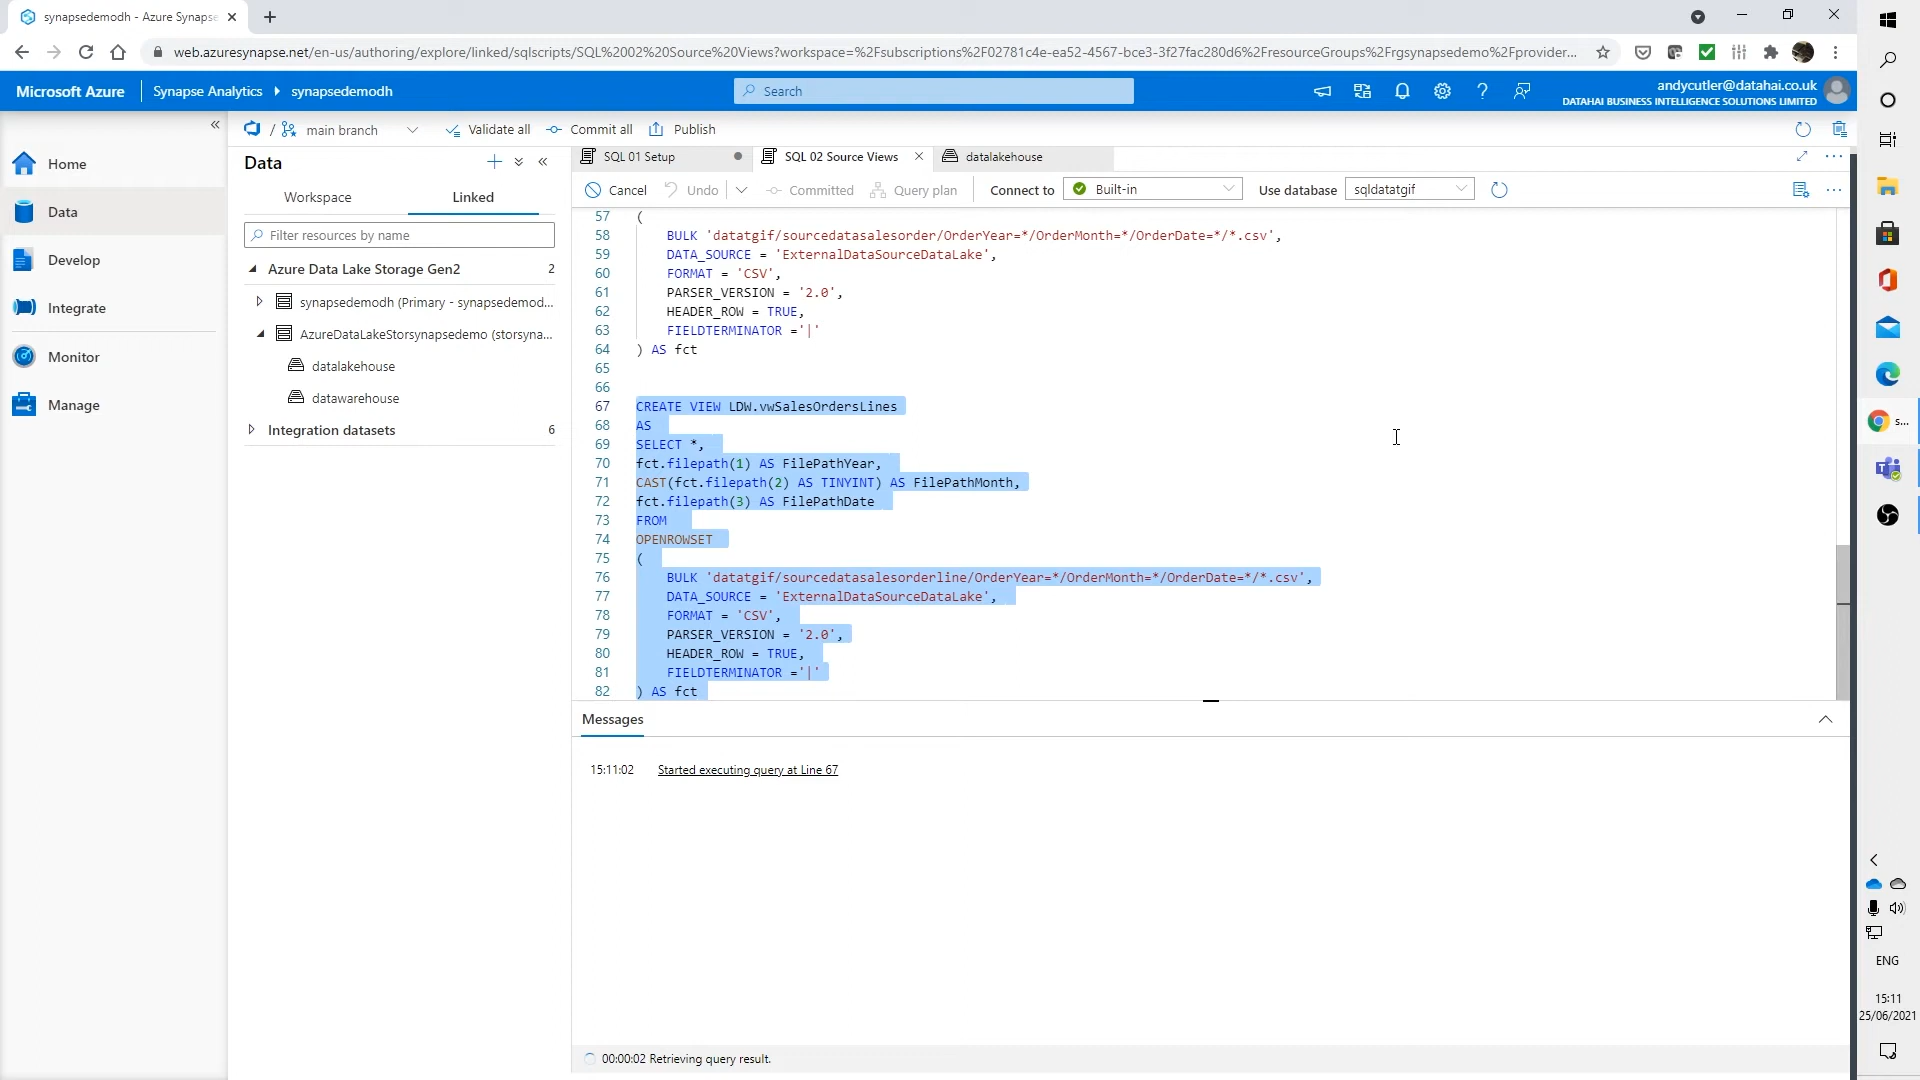 synapsedemodh - Azure Synapse
web.azuresynapse.net/en-us/authoring/explore/linked/sqlscripts/SQL%2002%20Source%20Views?workspace=%2Fsubscriptions%2F02781c4e-ea52-4567-bce3-3f27fac280d6%2FresourceGroups%2Frgsynapsedemo%2Fprovider...
Microsoft Azure
Synapse Analytics
synapsedemodh
Search
andycutler@datahai.co.uk
DATAHAI BUSINESS INTELLIGENCE SOLUTIONS LIMITED
/ main branch
Validate all
Commit all
Publish
Home
Data
Develop
Integrate
Monitor
Manage
Data
Workspace
Linked
Filter resources by name
Azure Data Lake Storage Gen2 2
synapsedemodh (Primary - synapsedemod...
AzureDataLakeStorsynapsedemo (storsyna...
datalakehouse
datawarehouse
Integration datasets 6
SQL 01 Setup
SQL 02 Source Views
datalakehouse
Cancel
Undo
Committed
Query plan
Connect to
Built-in
Use database
sqldatatgif
57 (
58 BULK 'datatgif/sourcedatasalesorder/OrderYear=*/OrderMonth=*/OrderDate=*/*.csv',
59 DATA_SOURCE = 'ExternalDataSourceDataLake',
60 FORMAT = 'CSV',
61 PARSER_VERSION = '2.0',
62 HEADER_ROW = TRUE,
63 FIELDTERMINATOR ='|'
64 ) AS fct
65
66
67 CREATE VIEW LDW.vwSalesOrdersLines
68 AS
69 SELECT *,
70 fct.filepath(1) AS FilePathYear,
71 CAST(fct.filepath(2) AS TINYINT) AS FilePathMonth,
72 fct.filepath(3) AS FilePathDate
73 FROM
74 OPENROWSET
75 (
76 BULK 'datatgif/sourcedatasalesorderline/OrderYear=*/OrderMonth=*/OrderDate=*/*.csv',
77 DATA_SOURCE = 'ExternalDataSourceDataLake',
78 FORMAT = 'CSV',
79 PARSER_VERSION = '2.0',
80 HEADER_ROW = TRUE,
81 FIELDTERMINATOR ='|'
82 ) AS fct
Messages
15:11:02 Started executing query at Line 67
00:00:02 Retrieving query result.
s...
ENG
15:11
25/06/2021